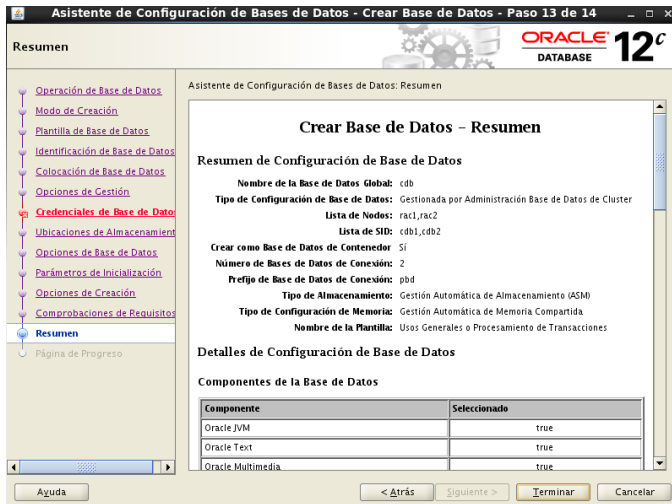 Asistente de Configuración de Bases de Datos - Crear Base de Datos - Paso 13 de 14
Resumen
ORACLE
DATABASE
12c
Operación de Base de Datos
Modo de Creación
Plantilla de Base de Datos
Identificación de Base de Datos
Colocación de Base de Datos
Opciones de Gestión
Credenciales de Base de Datos
Ubicaciones de Almacenamient
Opciones de Base de Datos
Parámetros de Inicialización
Opciones de Creación
Comprobaciones de Requisitos
Resumen
Página de Progreso
Asistente de Configuración de Bases de Datos: Resumen
Crear Base de Datos - Resumen
Resumen de Configuración de Base de Datos
Nombre de la Base de Datos Global: cdb
Tipo de Configuración de Base de Datos: Gestionada por Administración Base de Datos de Cluster
Lista de Nodos: rac1,rac2
Lista de SID: cdb1,cdb2
Crear como Base de Datos de Contenedor Sí
Número de Bases de Datos de Conexión: 2
Prefijo de Base de Datos de Conexión: pbd
Tipo de Almacenamiento: Gestión Automática de Almacenamiento (ASM)
Tipo de Configuración de Memoria: Gestión Automática de Memoria Compartida
Nombre de la Plantilla: Usos Generales o Procesamiento de Transacciones
Detalles de Configuración de Base de Datos
Componentes de la Base de Datos
Componente Seleccionado
Oracle JVM true
Oracle Text true
Oracle Multimedia true
Ayuda
< Atrás
Siguiente >
Terminar
Cancelar